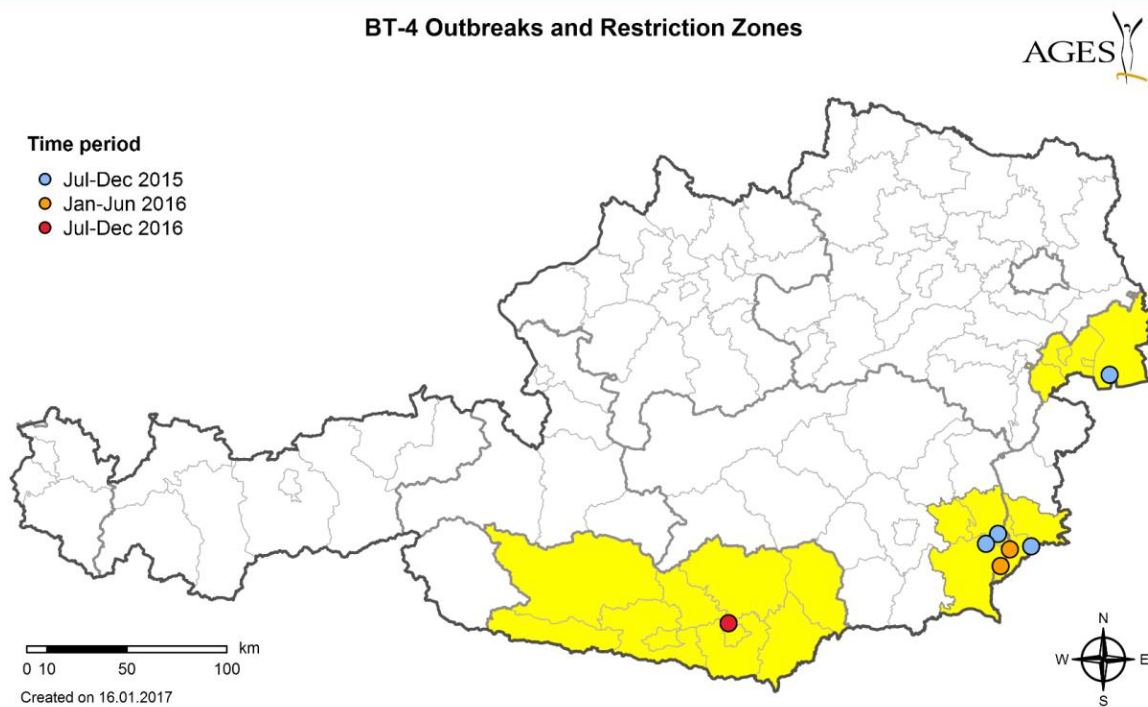 BT-4 Outbreaks and Restriction Zones
AGES
Time period
Jul-Dec 2015
Jan-Jun 2016
Jul-Dec 2016
km
0 10 50 100
Created on 16.01.2017
N
W E
S